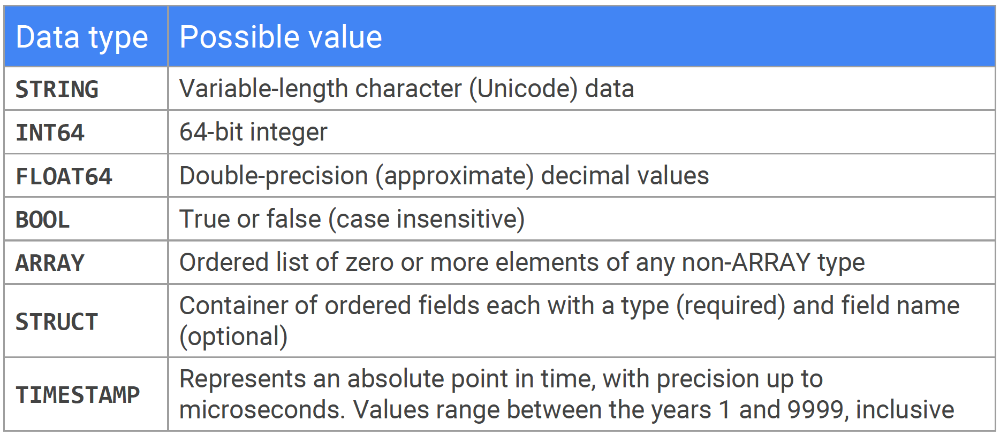 Data type Possible value
STRING Variable-length character (Unicode) data
INT64 64-bit integer
FLOAT64 Double-precision (approximate) decimal values
BOOL True or false (case insensitive)
ARRAY Ordered list of zero or more elements of any non-ARRAY type
STRUCT Container of ordered fields each with a type (required) and field name
(optional)
TIMESTAMP Represents an absolute point in time, with precision up to
microseconds. Values range between the years 1 and 9999, inclusive